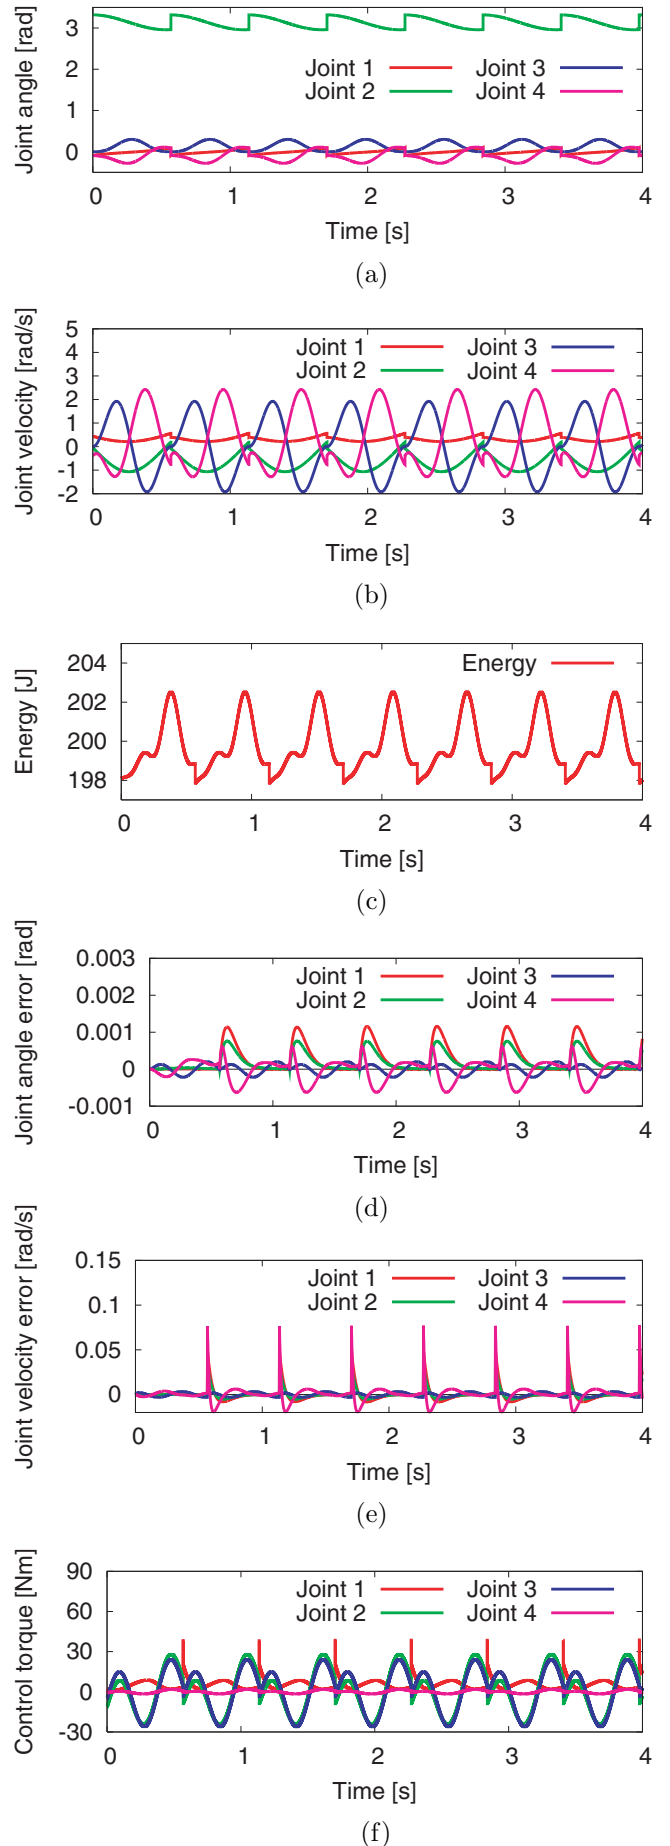 Joint angle [rad]
3
2
1
0
Joint 1
Joint 2
Joint 3
Joint 4
0 1 2 3 4
Time [s]
(a)
Joint velocity [rad/s]
5
4
3
2
1
0
-1
-2
Joint 1
Joint 2
Joint 3
Joint 4
0 1 2 3 4
Time [s]
(b)
Energy [J]
204
202
200
198
Energy
0 1 2 3 4
Time [s]
(c)
Joint angle error [rad]
0.003
0.002
0.001
0
-0.001
Joint 1
Joint 2
Joint 3
Joint 4
0 1 2 3 4
Time [s]
(d)
Joint velocity error [rad/s]
0.15
0.1
0.05
0
Joint 1
Joint 2
Joint 3
Joint 4
0 1 2 3 4
Time [s]
(e)
Control torque [Nm]
90
60
30
0
-30
Joint 1
Joint 2
Joint 3
Joint 4
0 1 2 3 4
Time [s]
(f)